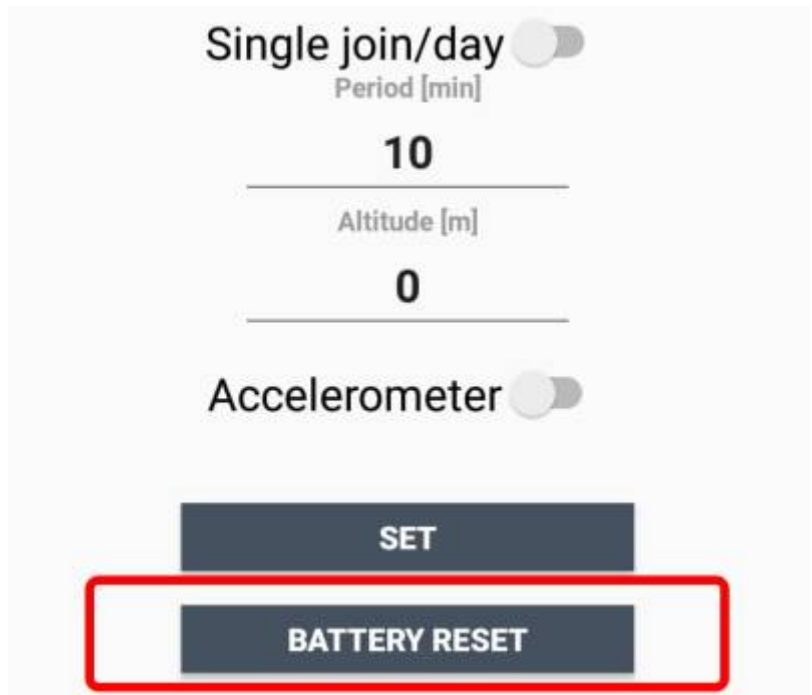 Single join/day
Period [min]
10
Altitude [m]
0
Accelerometer
SET
BATTERY RESET